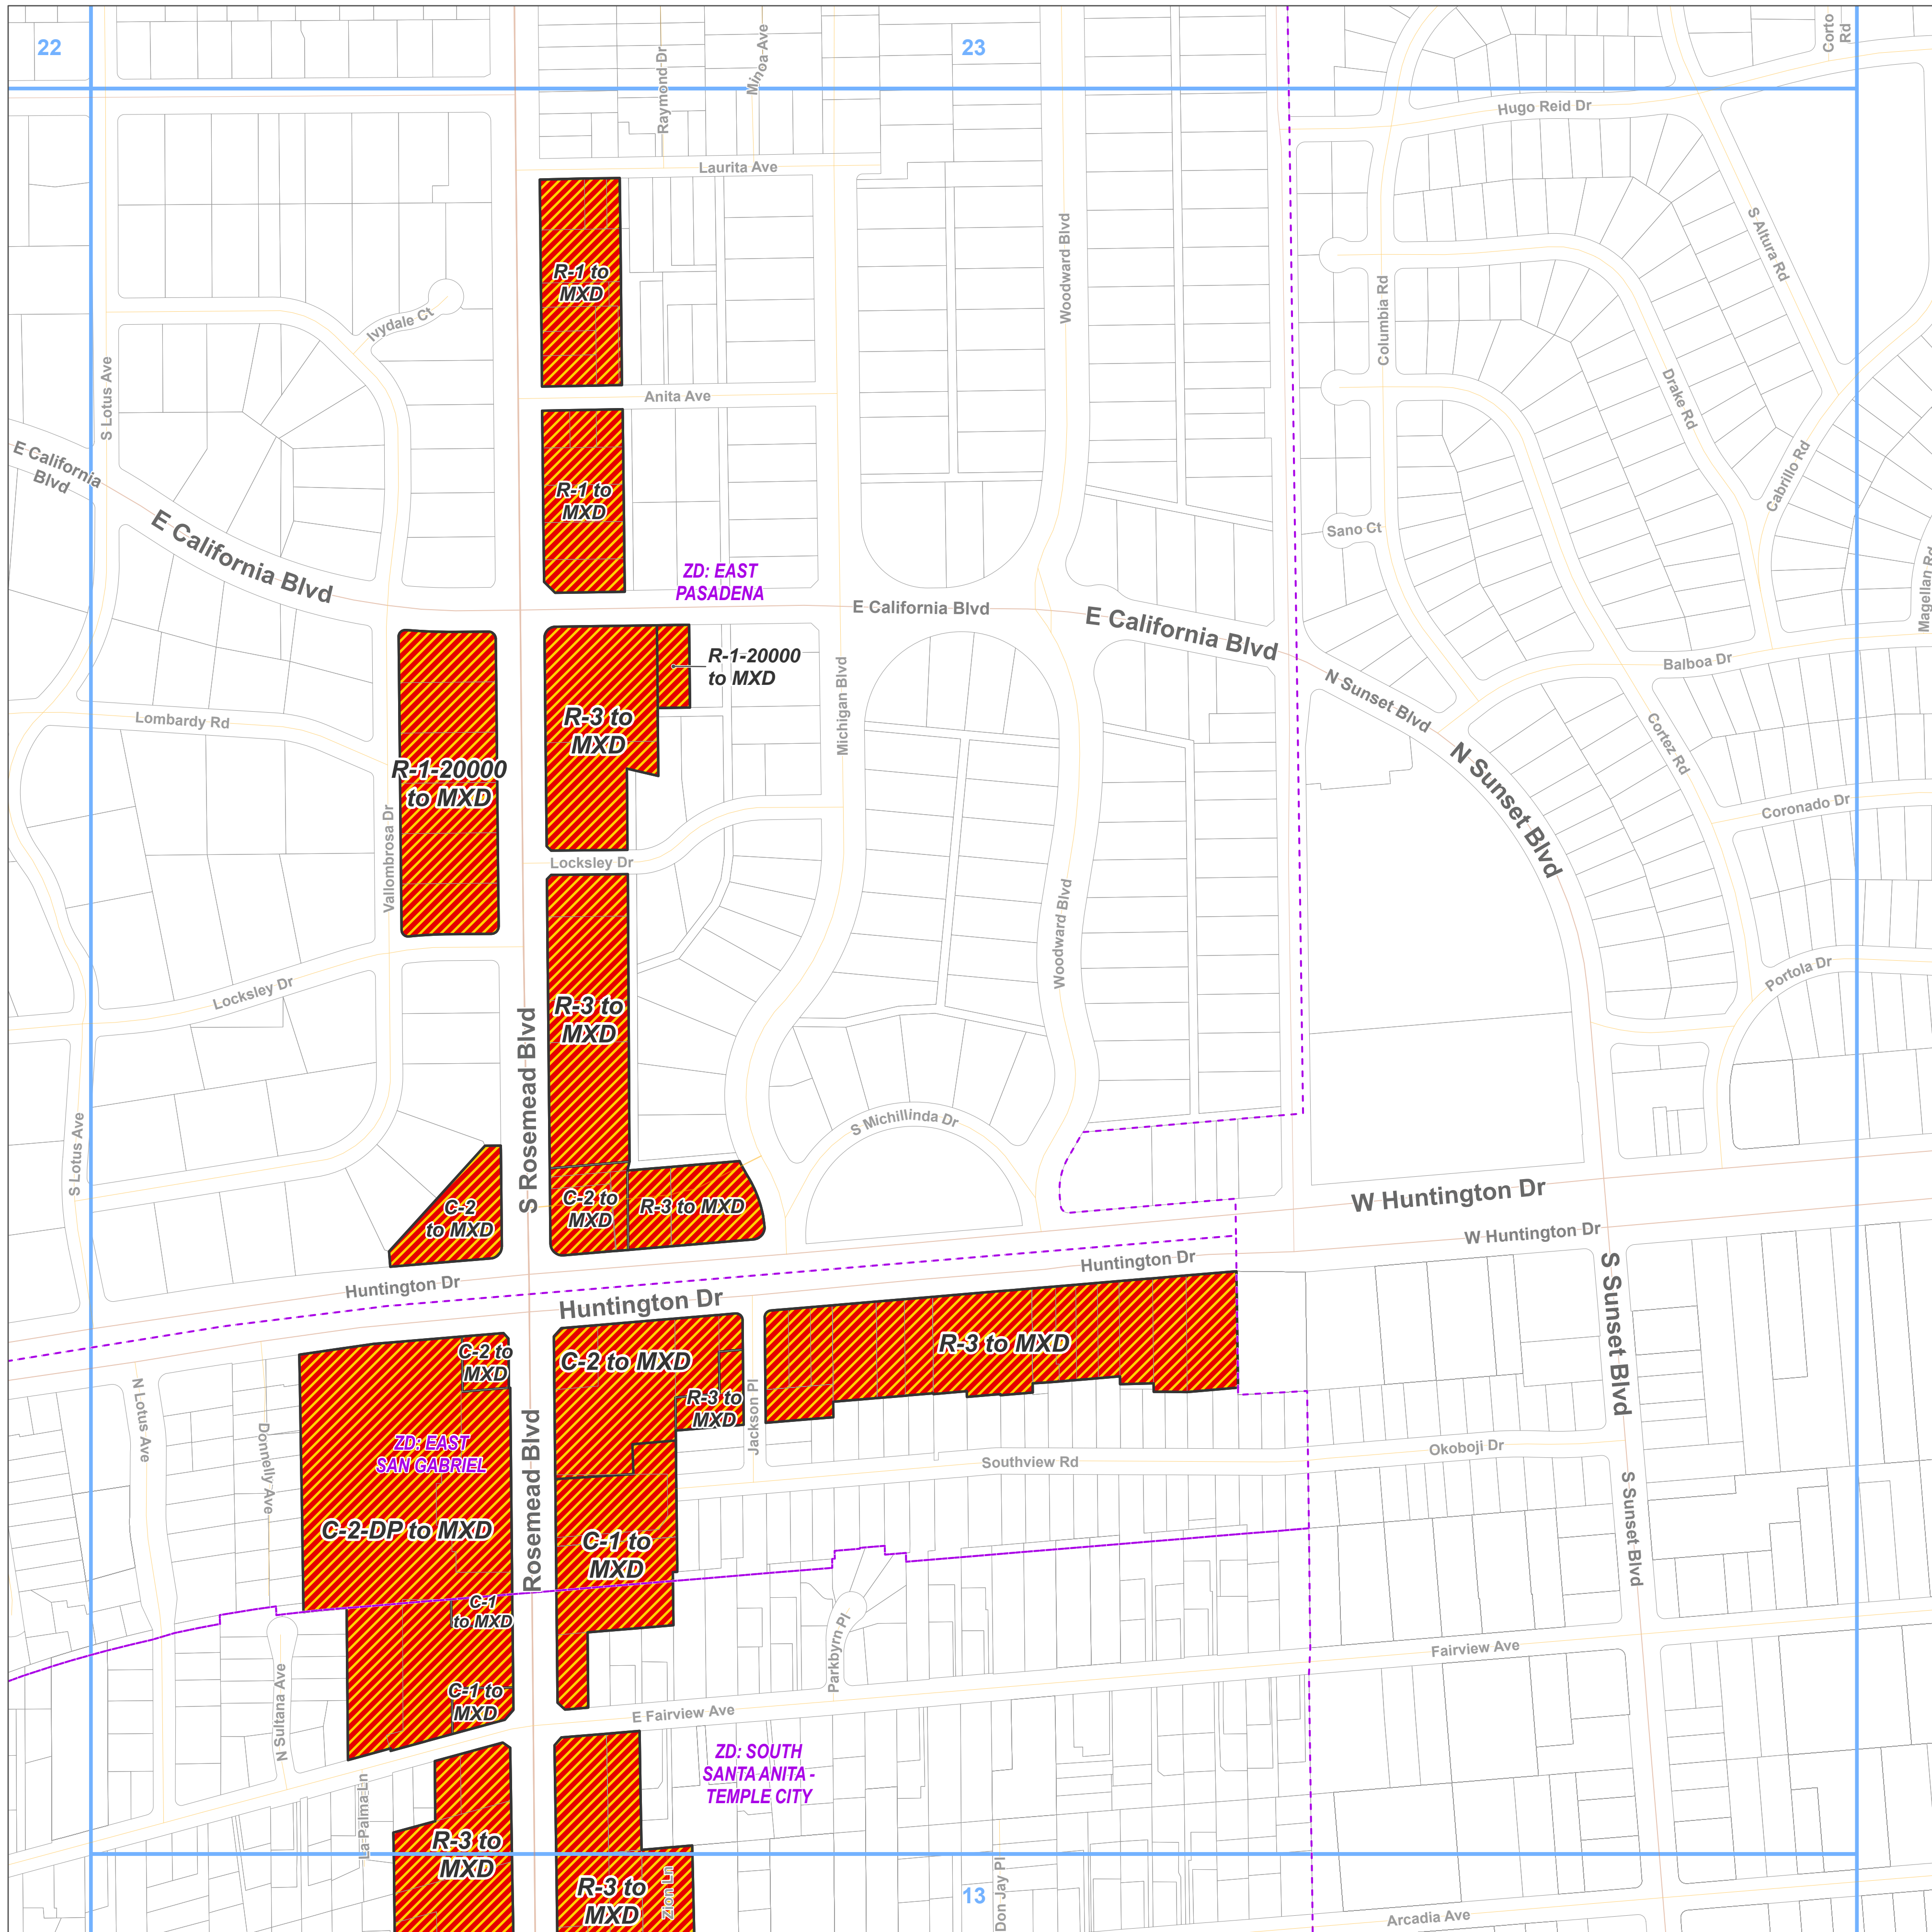 22
23
Corto
Rd
Raymond Dr
Minoa Ave
Hugo Reid Dr
Laurita Ave
S Altura Rd
Woodward Blvd
R-1 to
MXD
Ivydale Ct
Columbia Rd
S Lotus Ave
Anita Ave
Drake Rd
E California
Blvd
Cabrillo Rd
R-1 to
MXD
E California Blvd
Sano Ct
ZD: EAST
PASADENA
Magellan Rd
E California Blvd
E California Blvd
R-1-20000
to MXD
Balboa Dr
N Sunset Blvd
Michigan Blvd
Lombardy Rd
R-3 to
MXD
Cortez Rd
R-1-20000
to MXD
N Sunset Blvd
Coronado Dr
Vallombrosa Dr
Locksley Dr
Woodward Blvd
Locksley Dr
Portola Dr
R-3 to
MXD
S Rosemead Blvd
S Michillinda Dr
S Lotus Ave
C-2
to MXD
C-2 to
MXD
R-3 to MXD
W Huntington Dr
W Huntington Dr
Huntington Dr
Huntington Dr
Huntington Dr
S Sunset Blvd
C-2 to
MXD
C-2 to MXD
R-3 to MXD
R-3 to
MXD
N Lotus Ave
Donnelly Ave
Jackson Pl
ZD: EAST
SAN GABRIEL
Okoboji Dr
Southview Rd
Rosemead Blvd
S Sunset Blvd
C-2-DP to MXD
C-1 to
MXD
C-1
to MXD
Parkbyrn Pl
Fairview Ave
N Sultana Ave
C-1 to
MXD
E Fairview Ave
ZD: SOUTH
SANTA ANITA -
TEMPLE CITY
La Palma Ln
R-3 to
MXD
R-3 to
MXD
Zion Ln
13
Don Jay Pl
Arcadia Ave